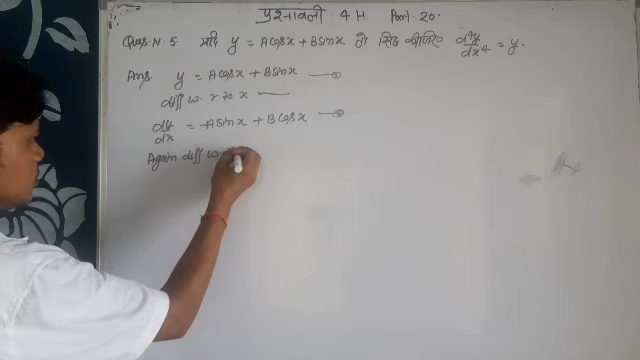 प्रश्नावली 4 H. Part. 20.
Ques. N. 5. यदि y = A cos x + B sin x तो सिद्ध कीजिए d⁴y/dx⁴ = y.
Ans. y = A cos x + B sin x — ①
diff w. r. to x —
dy/dx = -A sin x + B cos x — ②
Again diff w.